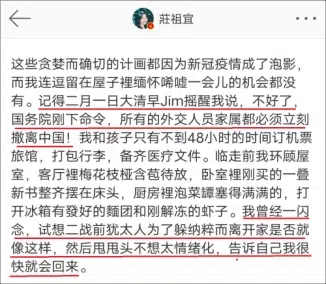 莊祖宜
这些贪婪而确切的计画都因为新冠疫情成了泡影,
而我连逗留在屋子裡缅怀唏嘘一会儿的机会都没
有。记得二月一日大清早Jim摇醒我说,不好了,
国务院刚下命令,所有的外交人员家属都必须立刻
撤离中国!我和孩子只有不到48小时的时间订机票
旅馆,打包行李,备齐医疗文件。临走前我环顾屋
室,客厅裡梅花枝桠含苞待放,卧室裡刚买的一叠
新书整齐摆在床头,厨房裡泡菜罈塞得满满的,打
开冰箱有發好的麵团和刚解冻的虾子。我曾经一闪
念,试想二战前犹太人为了躲纳粹而离开家是否就
像这样,然后甩甩头不想太情绪化,告诉自己我很
快就会回来。